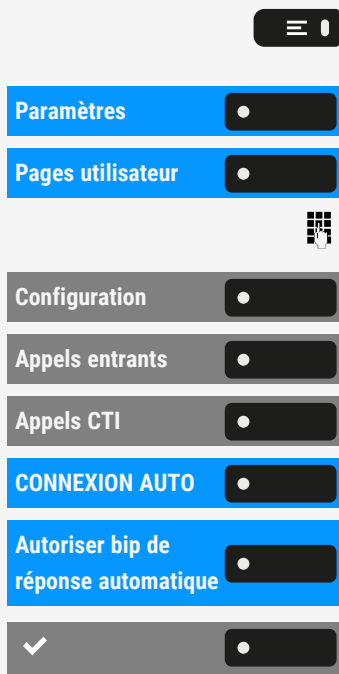 Paramètres
Pages utilisateur
Configuration
Appels entrants
Appels CTI
CONNEXION AUTO
Autoriser bip de
réponse automatique